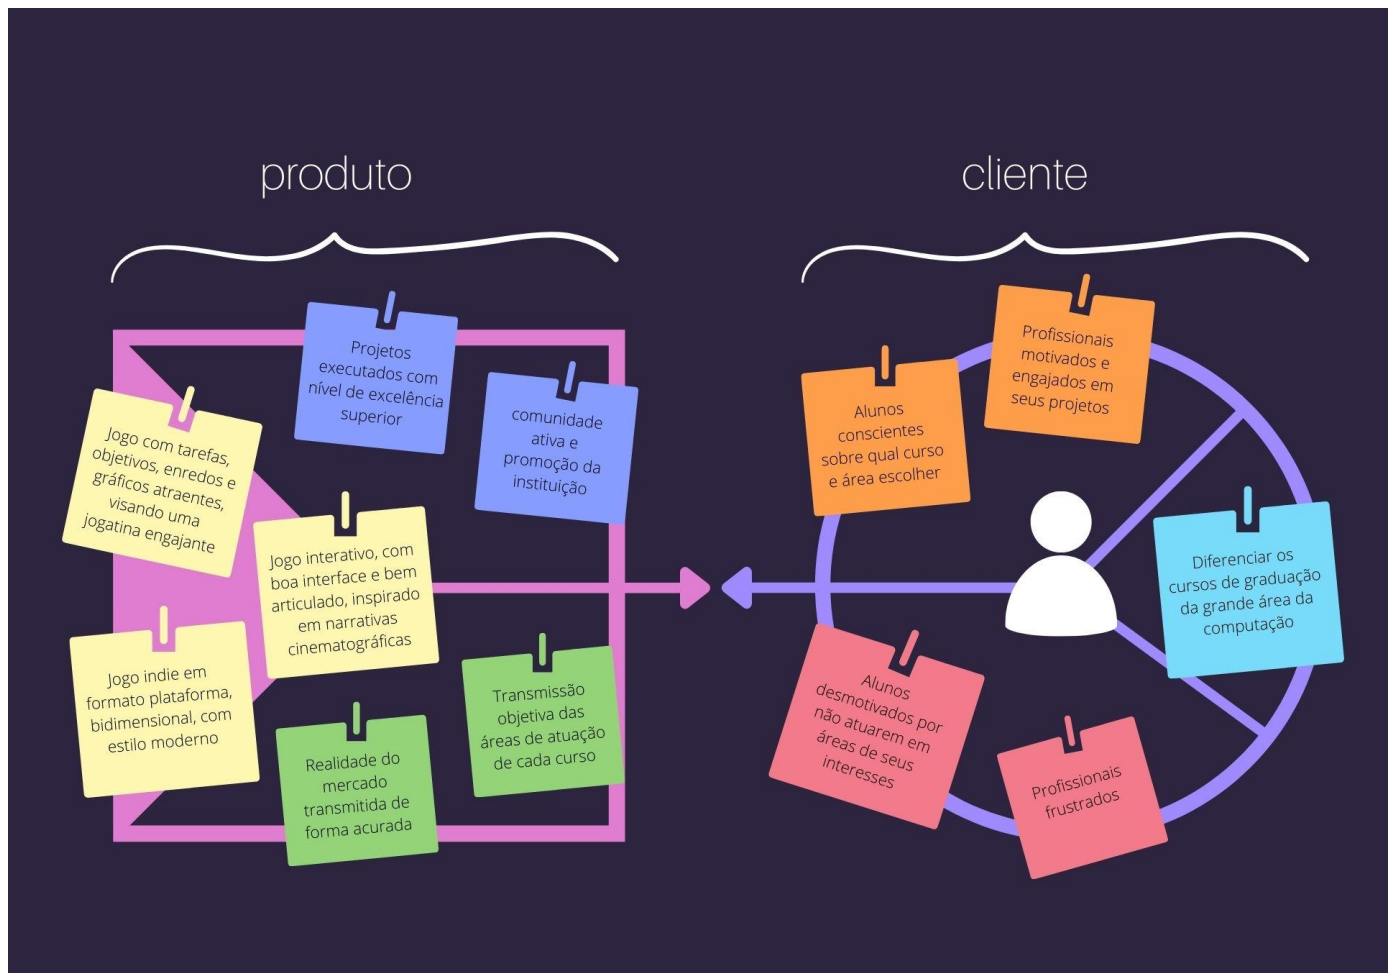 produto
cliente
Projetos
executados com
nível de excelência
superior
comunidade
ativa e
promoção da
instituição
Jogo com tarefas,
objetivos, enredos e
gráficos atraentes,
visando uma
jogatina engajante
Jogo interativo, com
boa interface e bem
articulado, inspirado
em narrativas
cinematográficas
Jogo indie em
formato plataforma,
bidimensional, com
estilo moderno
Realidade do
mercado
transmitida de
forma acurada
Transmissão
objetiva das
áreas de atuação
de cada curso
Profissionais
motivados e
engajados em
seus projetos
Alunos
conscientes
sobre qual curso
e área escolher
Diferenciar os
cursos de graduação
da grande área da
computação
Alunos
desmotivados por
não atuarem em
áreas de seus
interesses
Profissionais
frustrados